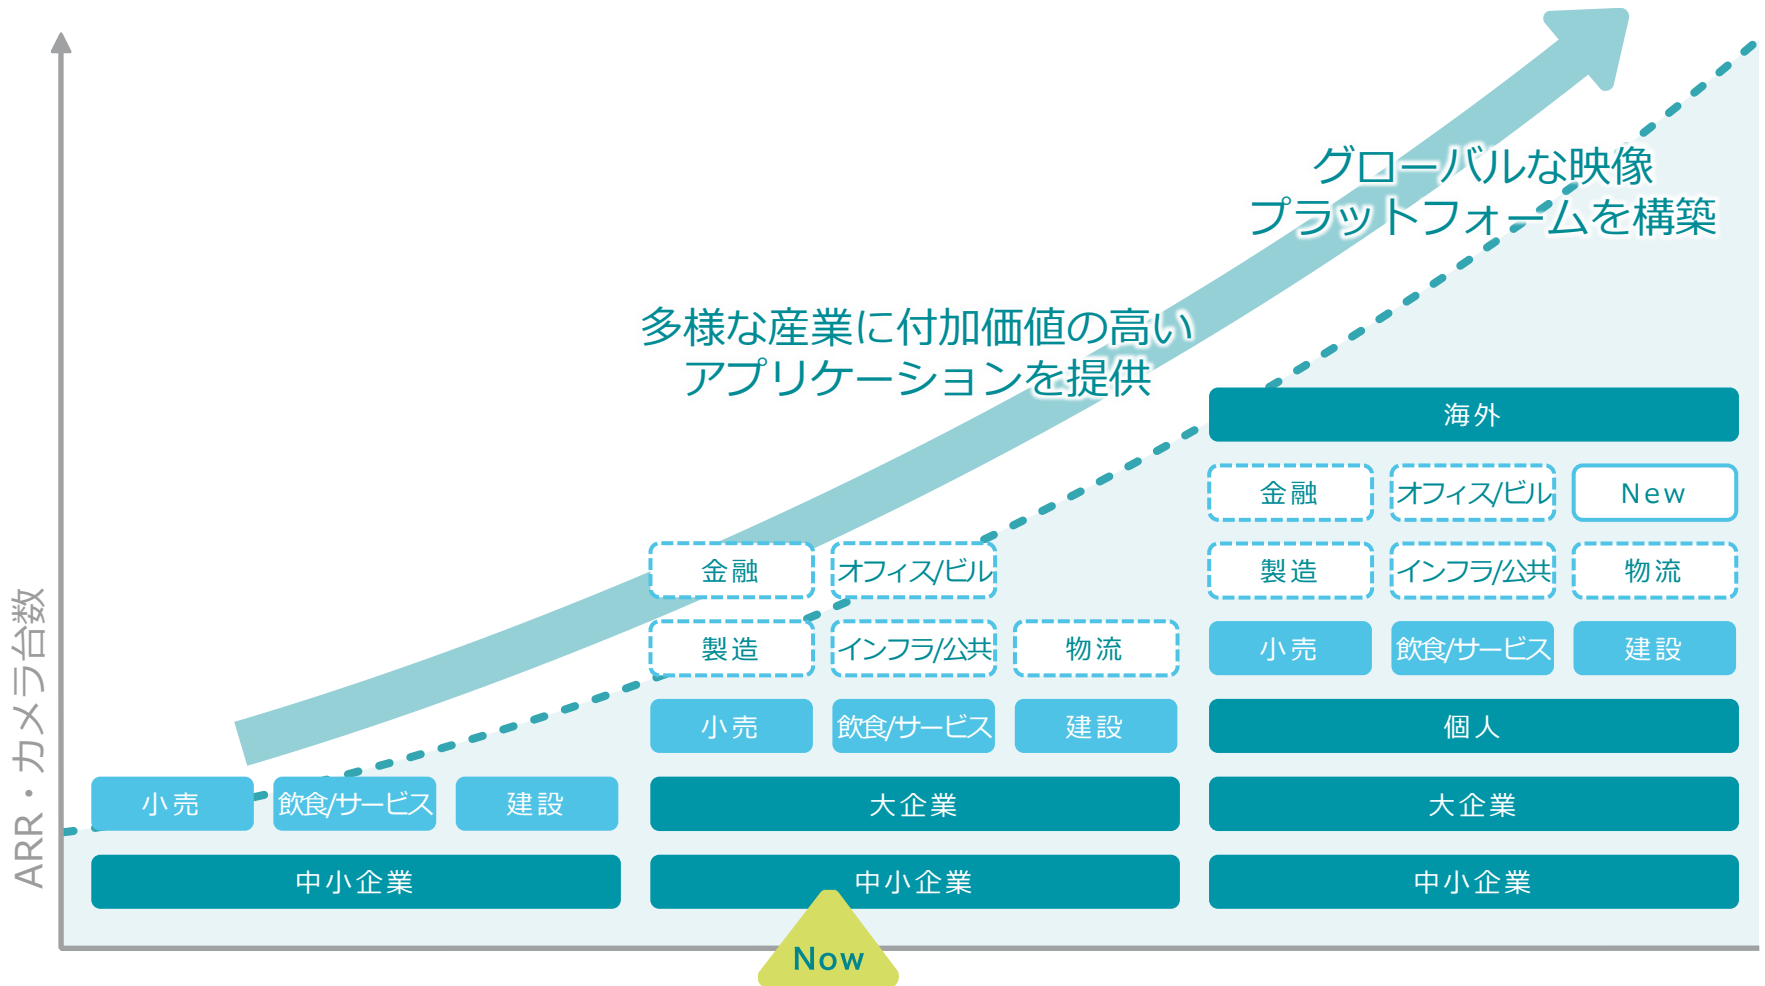 グローバルな映像
プラットフォームを構築
多様な産業に付加価値の高い
アプリケーションを提供
ARR・カメラ台数
小売
飲食/サービス
建設
中小企業
金融
オフィス/ビル
製造
インフラ/公共
物流
小売
飲食/サービス
建設
大企業
中小企業
海外
金融
オフィス/ビル
New
製造
インフラ/公共
物流
小売
飲食/サービス
建設
個人
大企業
中小企業
Now